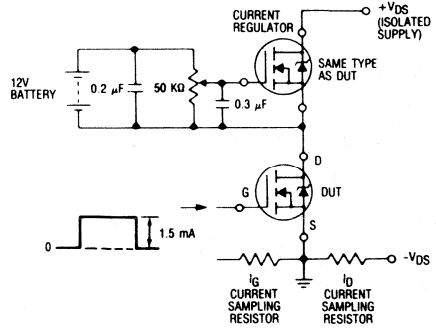 CURRENT
REGULATOR
+VDS
(ISOLATED
SUPPLY)
12V
BATTERY
0.2 μF
50 KΩ
0.3 μF
SAME TYPE
AS DUT
D
G
DUT
S
0
1.5 mA
-VDS
IG
CURRENT
SAMPLING
RESISTOR
ID
CURRENT
SAMPLING
RESISTOR